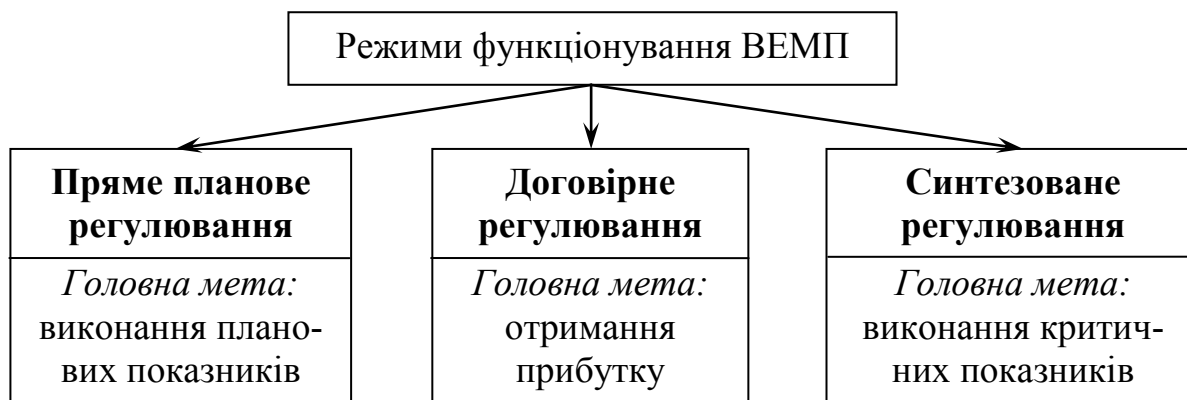 Режими функціонування ВЕМП
Пряме планове
регулювання
Головна мета:
виконання плано-
вих показників
Договірне
регулювання
Головна мета:
отримання
прибутку
Синтезоване
регулювання
Головна мета:
виконання критич-
них показників